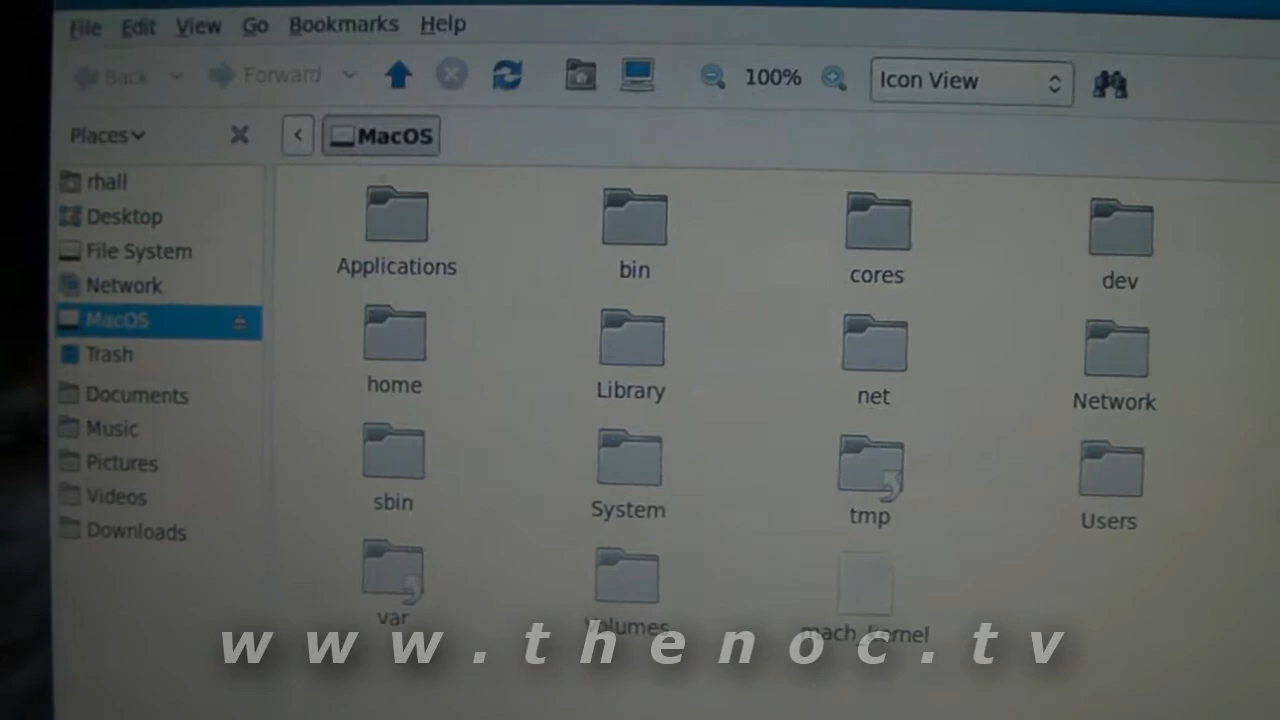 File Edit View Go Bookmarks Help
Back Forward 100% Icon View
Places MacOS
rhall
Desktop
File System
Network
MacOS
Trash
Documents
Music
Pictures
Videos
Downloads
Applications bin cores dev
home Library net Network
sbin System tmp Users
var Volumes mach_kernel
www.thenoc.tv